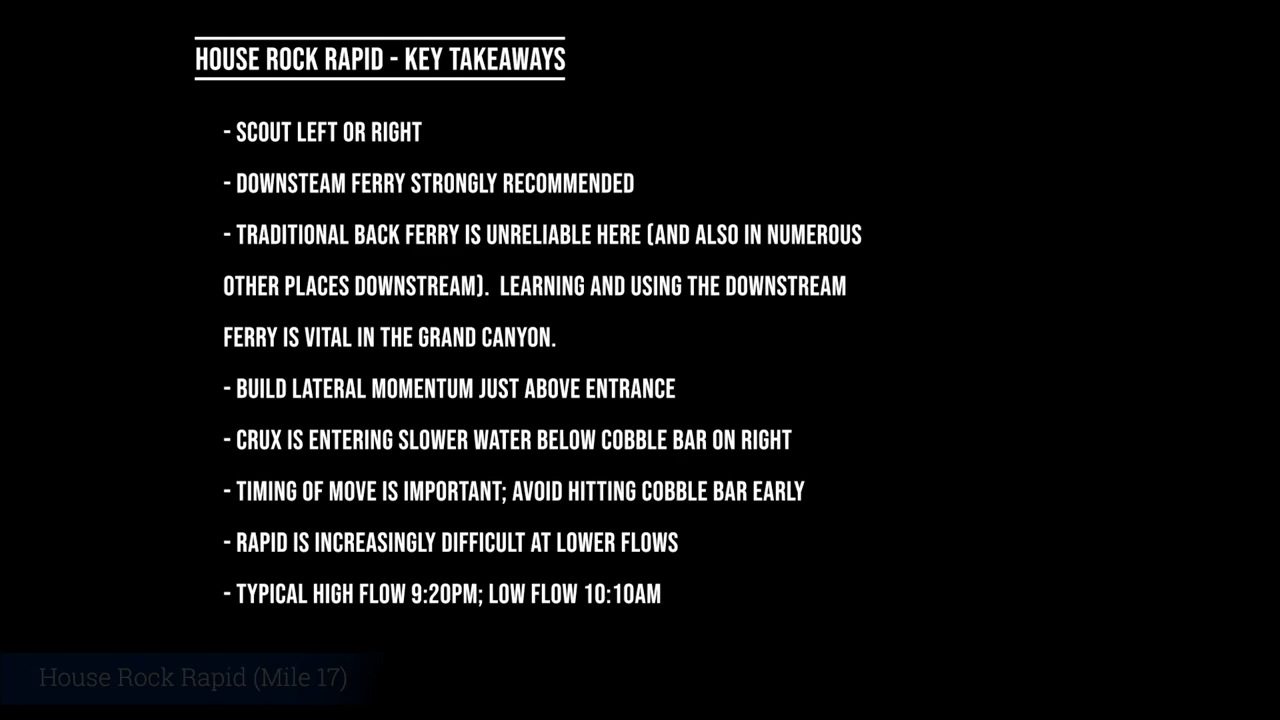 HOUSE ROCK RAPID - KEY TAKEAWAYS
- SCOUT LEFT OR RIGHT
- DOWNSTEAM FERRY STRONGLY RECOMMENDED
- TRADITIONAL BACK FERRY IS UNRELIABLE HERE (AND ALSO IN NUMEROUS
OTHER PLACES DOWNSTREAM). LEARNING AND USING THE DOWNSTREAM
FERRY IS VITAL IN THE GRAND CANYON.
- BUILD LATERAL MOMENTUM JUST ABOVE ENTRANCE
- CRUX IS ENTERING SLOWER WATER BELOW COBBLE BAR ON RIGHT
- TIMING OF MOVE IS IMPORTANT; AVOID HITTING COBBLE BAR EARLY
- RAPID IS INCREASINGLY DIFFICULT AT LOWER FLOWS
- TYPICAL HIGH FLOW 9:20PM; LOW FLOW 10:10AM
House Rock Rapid (Mile 17)